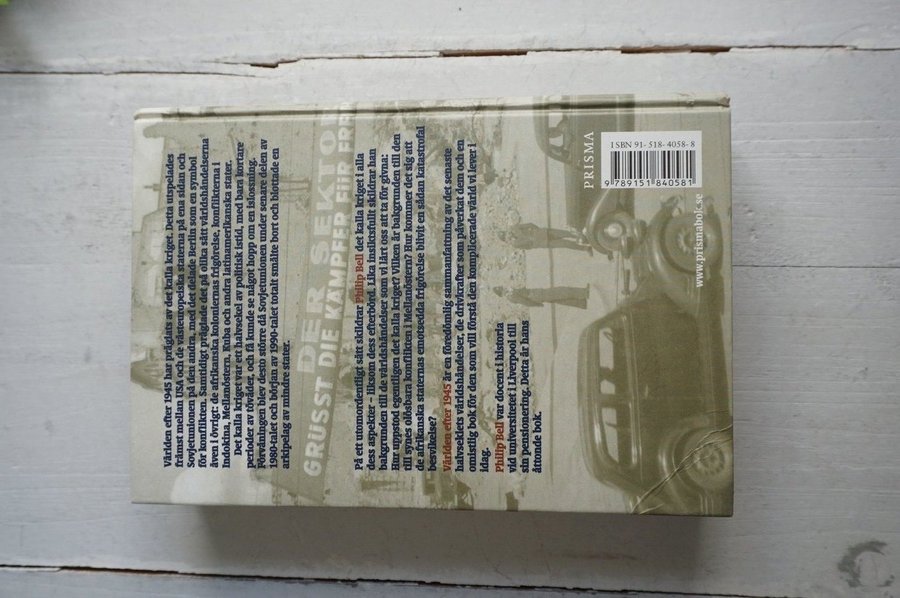 Världen efter 1945 har präglats av det kalla kriget. Detta utspelades
främst mellan USA och de västeuropeiska staterna på ena sidan och
Sovjetunionen på den andra, med det delade Berlin som en symbol
för konflikten. Samtidigt präglade det på olika sätt världshändelserna
även i övrigt: de afrikanska koloniernas frigörelse, konflikterna i
Indokina, Mellanöstern, Kuba och andra latinamerikanska stater.
Det kalla kriget var ett halvsekel av politisk istid, med bara kortare
perioder av töväder, och få kunde se något hopp om en islossning.
Förvåningen blev desto större då Sovjetunionen under senare delen av
1980-talet och början av 1990-talet totalt smälte bort och blottade en
arkipelag av mindre stater.
På ett utomordentligt sätt skildrar Philip Bell det kalla kriget i alla
dess aspekter – liksom dess efterbörd. Lika insiktsfullt skildrar han
bakgrunden till de världshändelser som vi lärt oss att ta för givna:
Hur uppstod egentligen det kalla kriget? Vilken är bakgrunden till den
till synes olösbara konflikten i Mellanöstern? Hur kommer det sig att
de afrikanska staternas emotsedda frigörelse blivit en sådan katastrofal
besvikelse?
Världen efter 1945 är en föredömlig sammanfattning av det senaste
halvseklets världshändelser, de drivkrafter som påverkat dem och en
omistlig bok för den som vill förstå den komplicerade värld vi lever i
idag.
Philip Bell var docent i historia
vid universitetet i Liverpool till
sin pensionering. Detta är hans
åttonde bok.
DER SEKTO
GRÜSST DIE KÄMPFER FÜR FR
PRISMA
ISBN 91-518-4058-8
9 789151 840581
www.prismabok.se